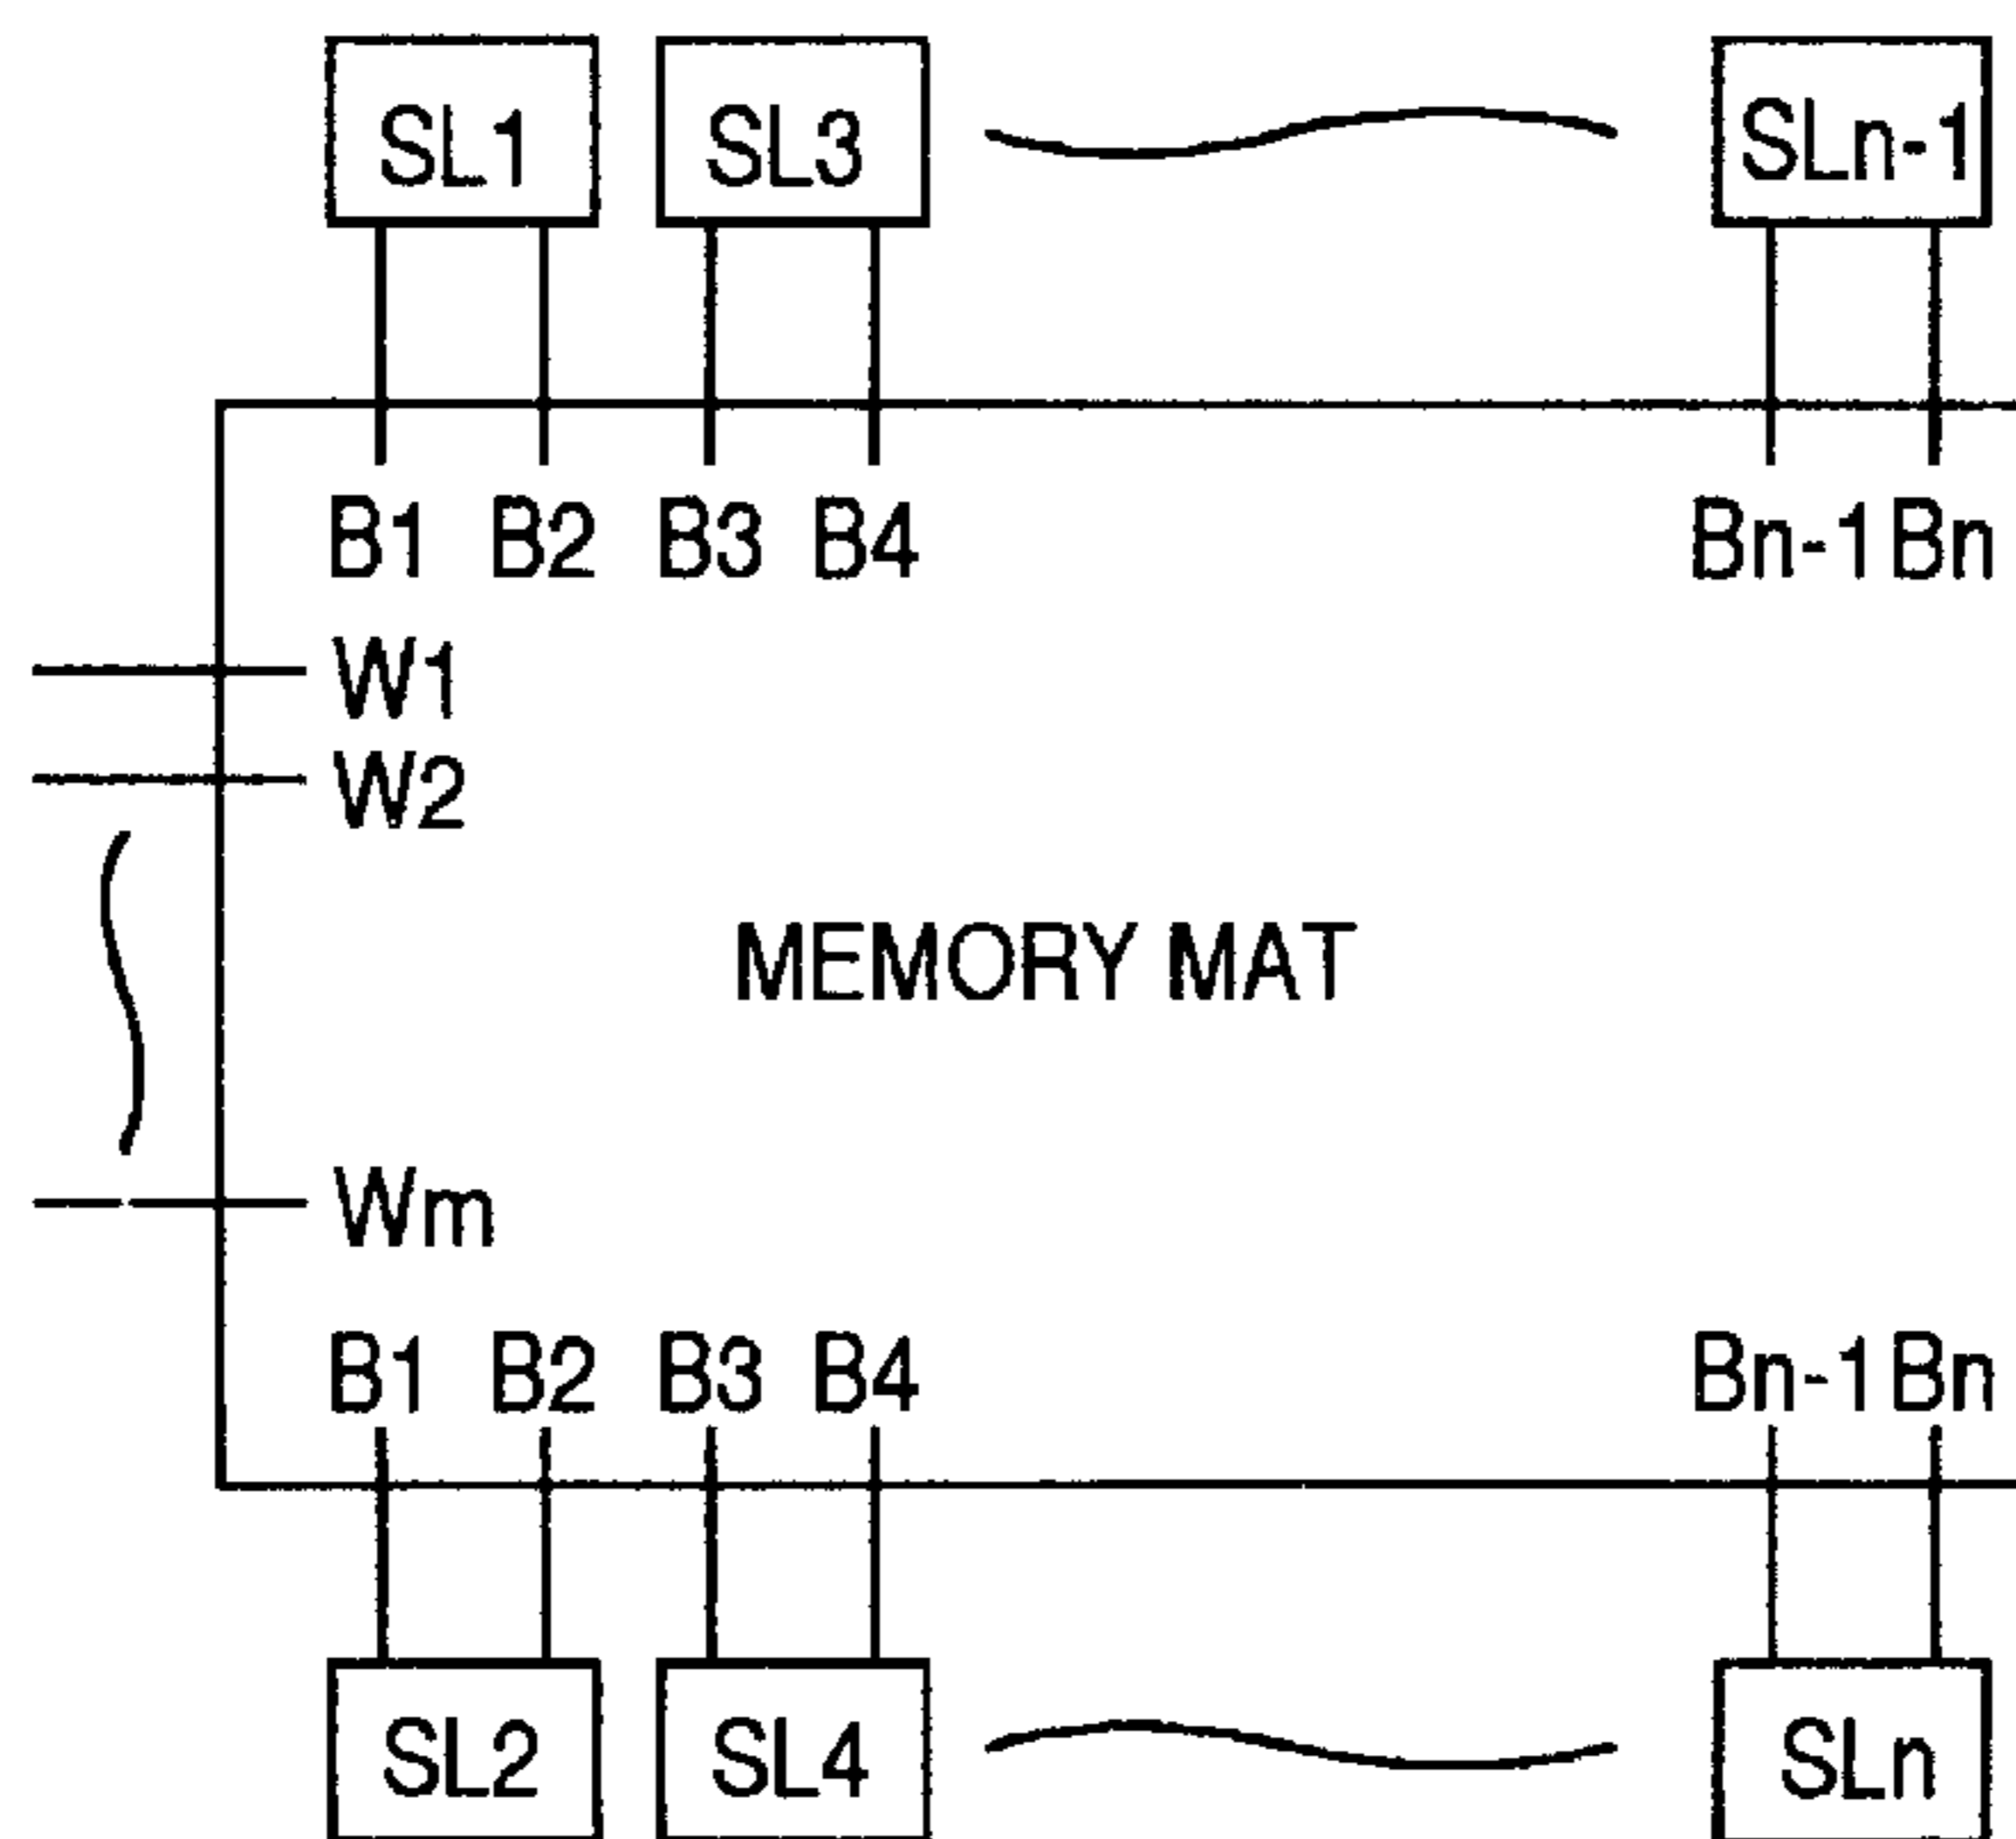 SL1 SL3 SLn-1
B1 B2 B3 B4 Bn-1 Bn
W1
W2
MEMORY MAT
Wm
B1 B2 B3 B4 Bn-1 Bn
SL2 SL4 SLn